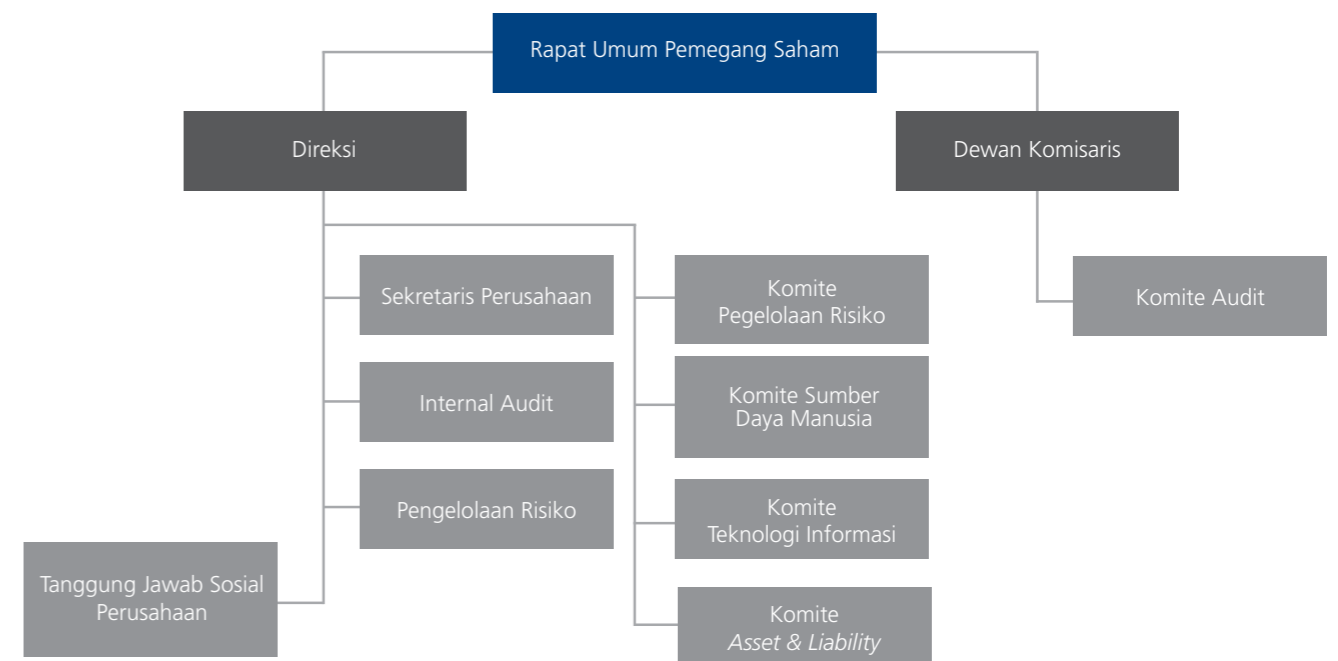 Rapat Umum Pemegang Saham
Direksi
Dewan Komisaris
Sekretaris Perusahaan
Komite
Pegelolaan Risiko
Komite Audit
Internal Audit
Komite Sumber
Daya Manusia
Pengelolaan Risiko
Komite
Teknologi Informasi
Tanggung Jawab Sosial
Perusahaan
Komite
Asset & Liability